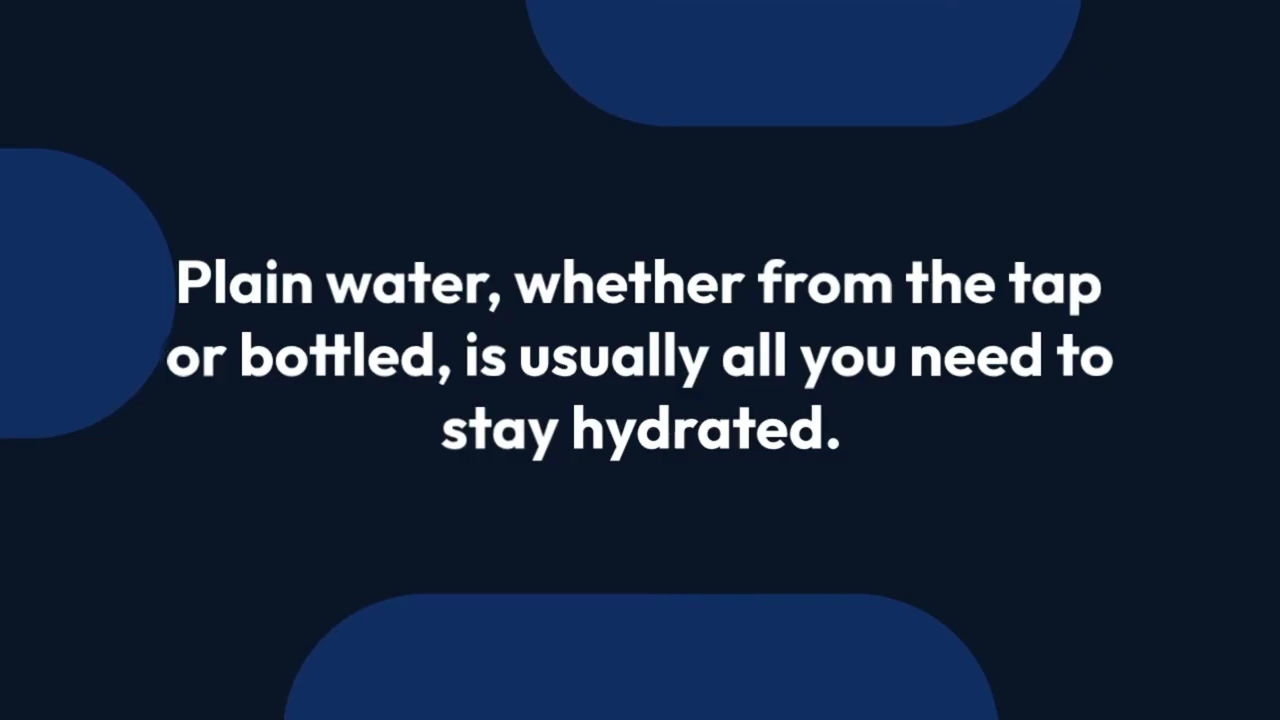 Plain water, whether from the tap
or bottled, is usually all you need to
stay hydrated.